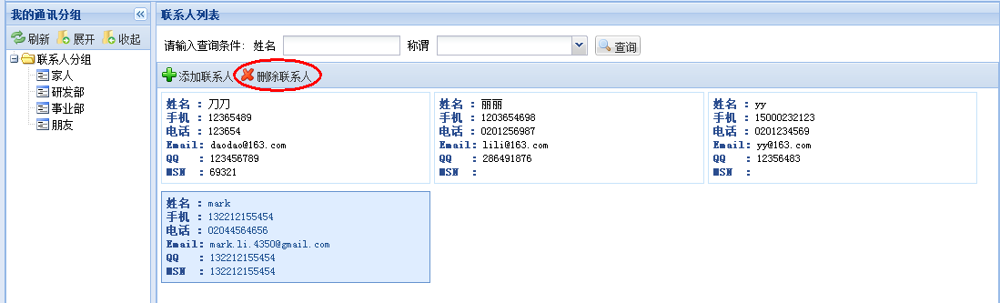 我的通讯分组
刷新 展开 收起
联系人分组
家人
研发部
事业部
朋友
联系人列表
请输入查询条件: 姓名 称谓 查询
添加联系人 删除联系人
姓名 : 刀刀
手机 : 12365489
电话 : 123654
Email: daodao@163.com
QQ : 123456789
MSN : 69321
姓名 : 丽丽
手机 : 1203654698
电话 : 0201256987
Email: lili@163.com
QQ : 286491876
MSN :
姓名 : yy
手机 : 15000232123
电话 : 0201234569
Email: yy@163.com
QQ : 12356483
MSN :
姓名 : mark
手机 : 132212155454
电话 : 02044564656
Email: mark.li.4350@gmail.com
QQ : 132212155454
MSN : 132212155454